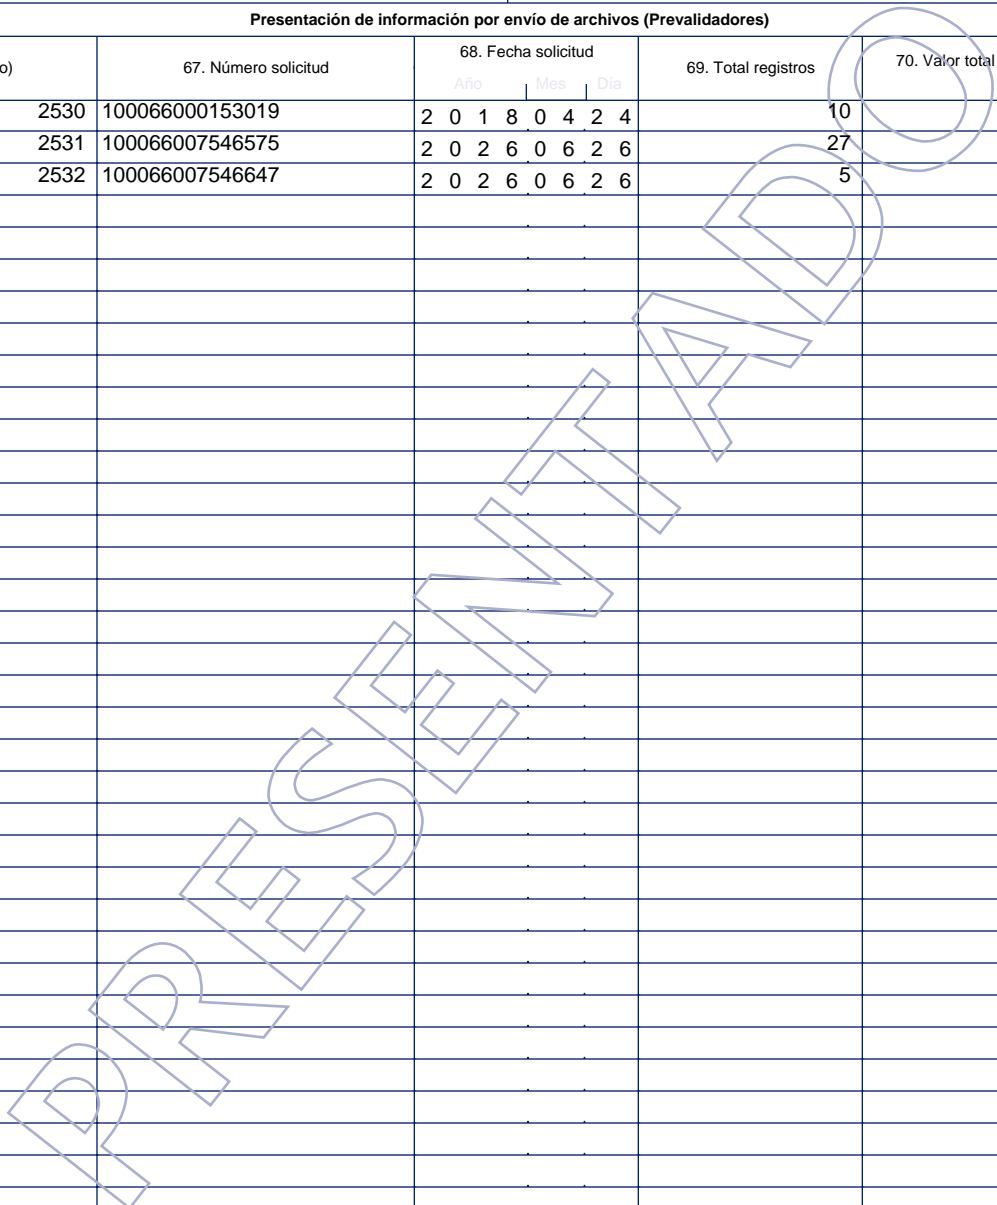 Presentación de información por envío de archivos (Prevalidadores)
o) 67. Número solicitud 68. Fecha solicitud 69. Total registros 70. Valor total
Año Mes Día
2530 100066000153019 2 0 1 8 0 4 2 4 10
2531 100066007546575 2 0 2 6 0 6 2 6 27
2532 100066007546647 2 0 2 6 0 6 2 6 5
PRESENTADO